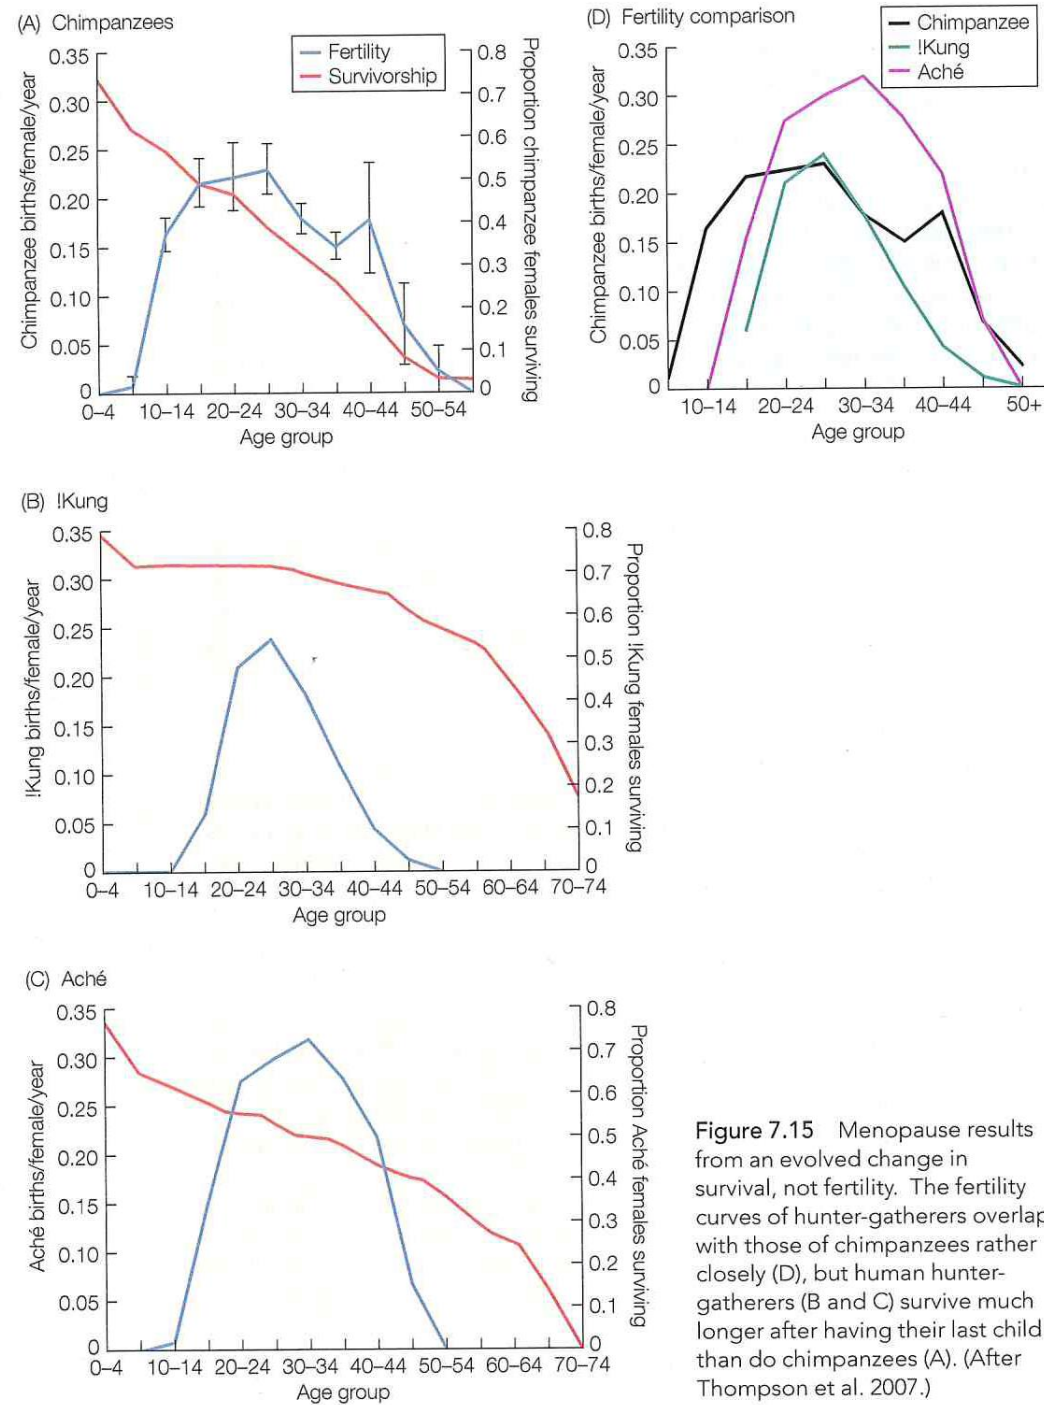 (A) Chimpanzees
Fertility
Survivorship
Chimpanzee births/female/year
0.35
0.30
0.25
0.20
0.15
0.10
0.05
0
Proportion chimpanzee females surviving
0.8
0.7
0.6
0.5
0.4
0.3
0.2
0.1
0
0–4 10–14 20–24 30–34 40–44 50–54
Age group
(D) Fertility comparison
Chimpanzee
!Kung
Aché
Chimpanzee births/female/year
0.35
0.30
0.25
0.20
0.15
0.10
0.05
0
10–14 20–24 30–34 40–44 50+
Age group
(B) !Kung
!Kung births/female/year
0.35
0.30
0.25
0.20
0.15
0.10
0.05
0
Proportion !Kung females surviving
0.8
0.7
0.6
0.5
0.4
0.3
0.2
0.1
0
0–4 10–14 20–24 30–34 40–44 50–54 60–64 70–74
Age group
(C) Aché
Aché births/female/year
0.35
0.30
0.25
0.20
0.15
0.10
0.05
0
Proportion Aché females surviving
0.8
0.7
0.6
0.5
0.4
0.3
0.2
0.1
0
0–4 10–14 20–24 30–34 40–44 50–54 60–64 70–74
Age group
Figure 7.15 Menopause results
from an evolved change in
survival, not fertility. The fertility
curves of hunter-gatherers overlap
with those of chimpanzees rather
closely (D), but human hunter-
gatherers (B and C) survive much
longer after having their last child
than do chimpanzees (A). (After
Thompson et al. 2007.)